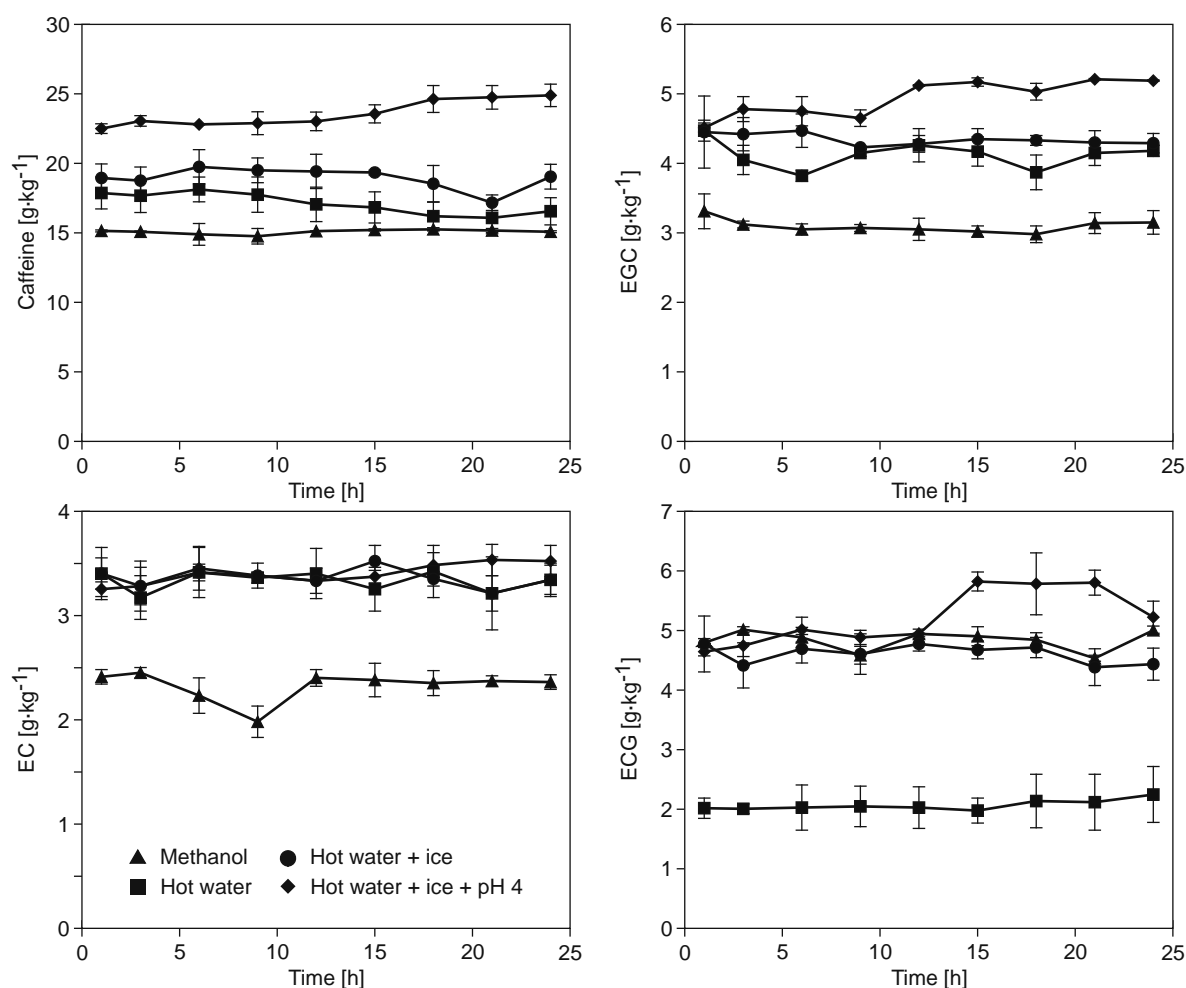 30
25
20
15
10
5
0
Caffeine [g·kg⁻¹]
0 5 10 15 20 25
Time [h]
6
5
4
3
2
1
0
EGC [g·kg⁻¹]
0 5 10 15 20 25
Time [h]
4
3
2
1
0
EC [g·kg⁻¹]
Methanol
Hot water + ice
Hot water
Hot water + ice + pH 4
0 5 10 15 20 25
Time [h]
7
6
5
4
3
2
1
0
ECG [g·kg⁻¹]
0 5 10 15 20 25
Time [h]